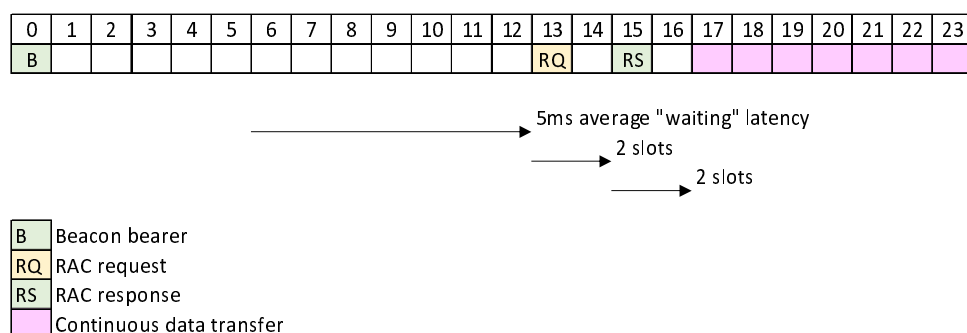 0 1 2 3 4 5 6 7 8 9 10 11 12 13 14 15 16 17 18 19 20 21 22 23
B RQ RS
5ms average "waiting" latency
2 slots
2 slots
B Beacon bearer
RQ RAC request
RS RAC response
Continuous data transfer